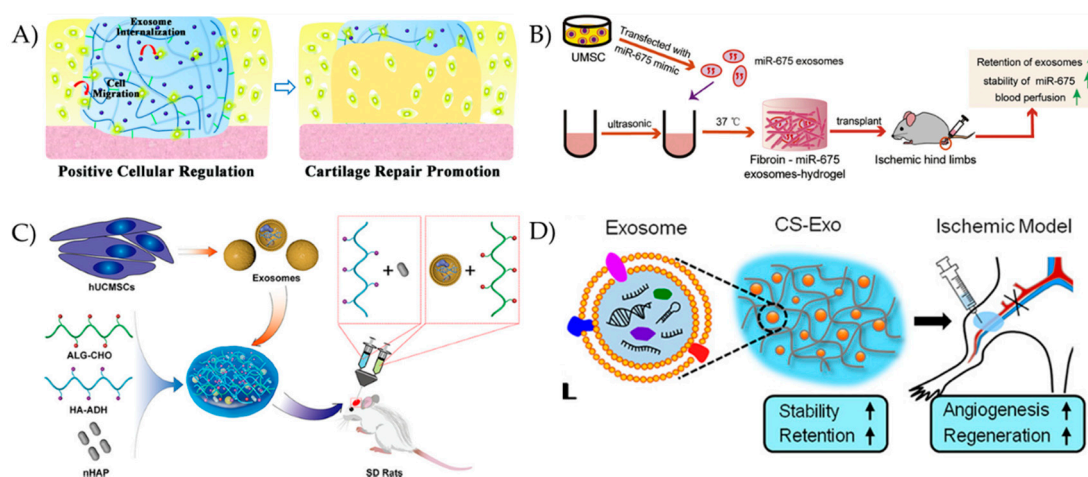 A)
Exosome
Internalization
Cell
Migration
Positive Cellular Regulation
Cartilage Repair Promotion
B)
UMSC
Transfected with
miR-675 mimic
miR-675 exosomes
Retention of exosomes
stability of miR-675
blood perfusion
ultrasonic
37 ℃
transplant
Fibroin - miR-675
exosomes-hydrogel
Ischemic hind limbs
C)
hUCMSCs
Exosomes
ALG-CHO
HA-ADH
nHAP
+
+
SD Rats
D)
Exosome
CS-Exo
Ischemic Model
L
Stability
Retention
Angiogenesis
Regeneration